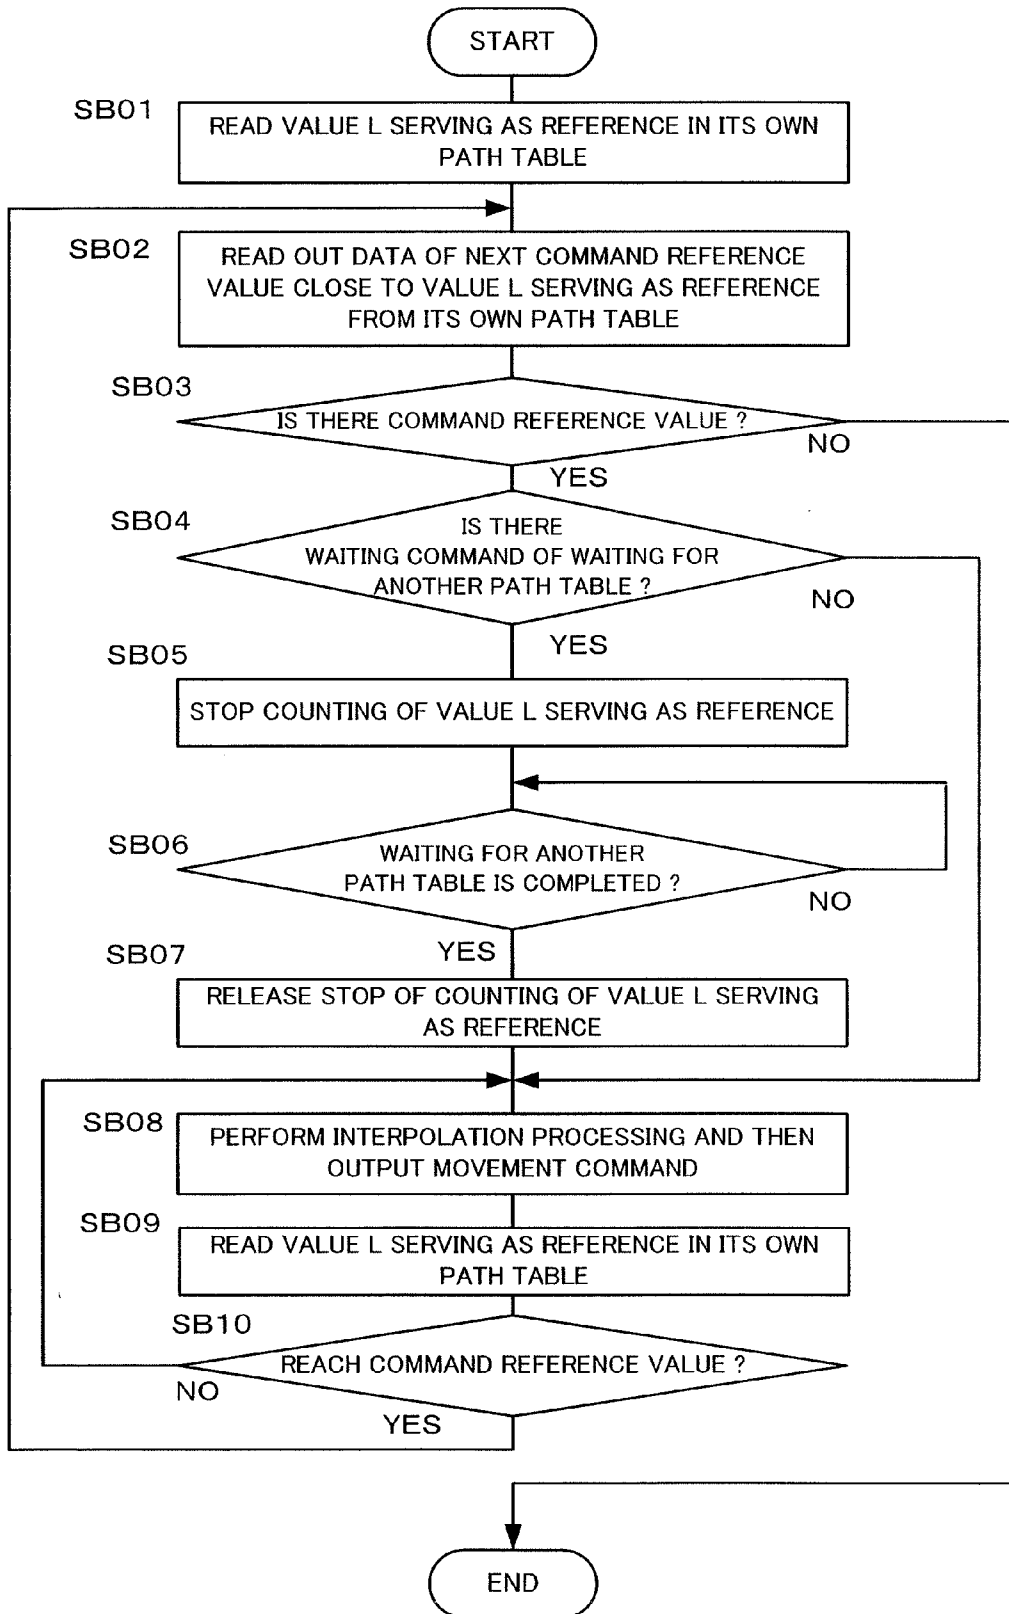 START
SB01
READ VALUE L SERVING AS REFERENCE IN ITS OWN
PATH TABLE
SB02
READ OUT DATA OF NEXT COMMAND REFERENCE
VALUE CLOSE TO VALUE L SERVING AS REFERENCE
FROM ITS OWN PATH TABLE
SB03
IS THERE COMMAND REFERENCE VALUE ?
NO
YES
SB04
IS THERE
WAITING COMMAND OF WAITING FOR
ANOTHER PATH TABLE ?
NO
YES
SB05
STOP COUNTING OF VALUE L SERVING AS REFERENCE
SB06
WAITING FOR ANOTHER
PATH TABLE IS COMPLETED ?
NO
YES
SB07
RELEASE STOP OF COUNTING OF VALUE L SERVING
AS REFERENCE
SB08
PERFORM INTERPOLATION PROCESSING AND THEN
OUTPUT MOVEMENT COMMAND
SB09
READ VALUE L SERVING AS REFERENCE IN ITS OWN
PATH TABLE
SB10
REACH COMMAND REFERENCE VALUE ?
NO
YES
END